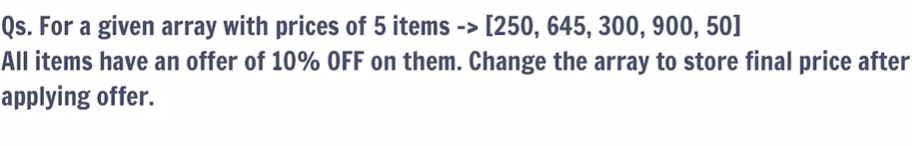 Qs. For a given array with prices of 5 items -> [250, 645, 300, 900, 50]
All items have an offer of 10% OFF on them. Change the array to store final price after
applying offer.